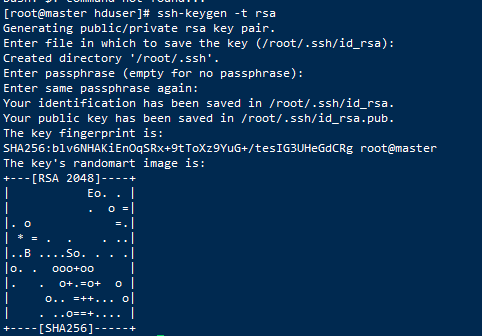 [root@master hduser]# ssh-keygen -t rsa
Generating public/private rsa key pair.
Enter file in which to save the key (/root/.ssh/id_rsa):
Created directory '/root/.ssh'.
Enter passphrase (empty for no passphrase):
Enter same passphrase again:
Your identification has been saved in /root/.ssh/id_rsa.
Your public key has been saved in /root/.ssh/id_rsa.pub.
The key fingerprint is:
SHA256:blv6NHAKiEnOqSRx+9tToXz9YuG+/tesIG3UHeGdCRg root@master
The key's randomart image is:
+---[RSA 2048]----+
|          Eo. . |
|          .  o =|
|. o           =.|
| * = .  .    . ..|
|..B ....So. . . .|
|o. .  ooo+oo     |
|.   .  o+.=o+  o |
|     o.. =++... o|
|    . ..o==+.... |
+----[SHA256]-----+